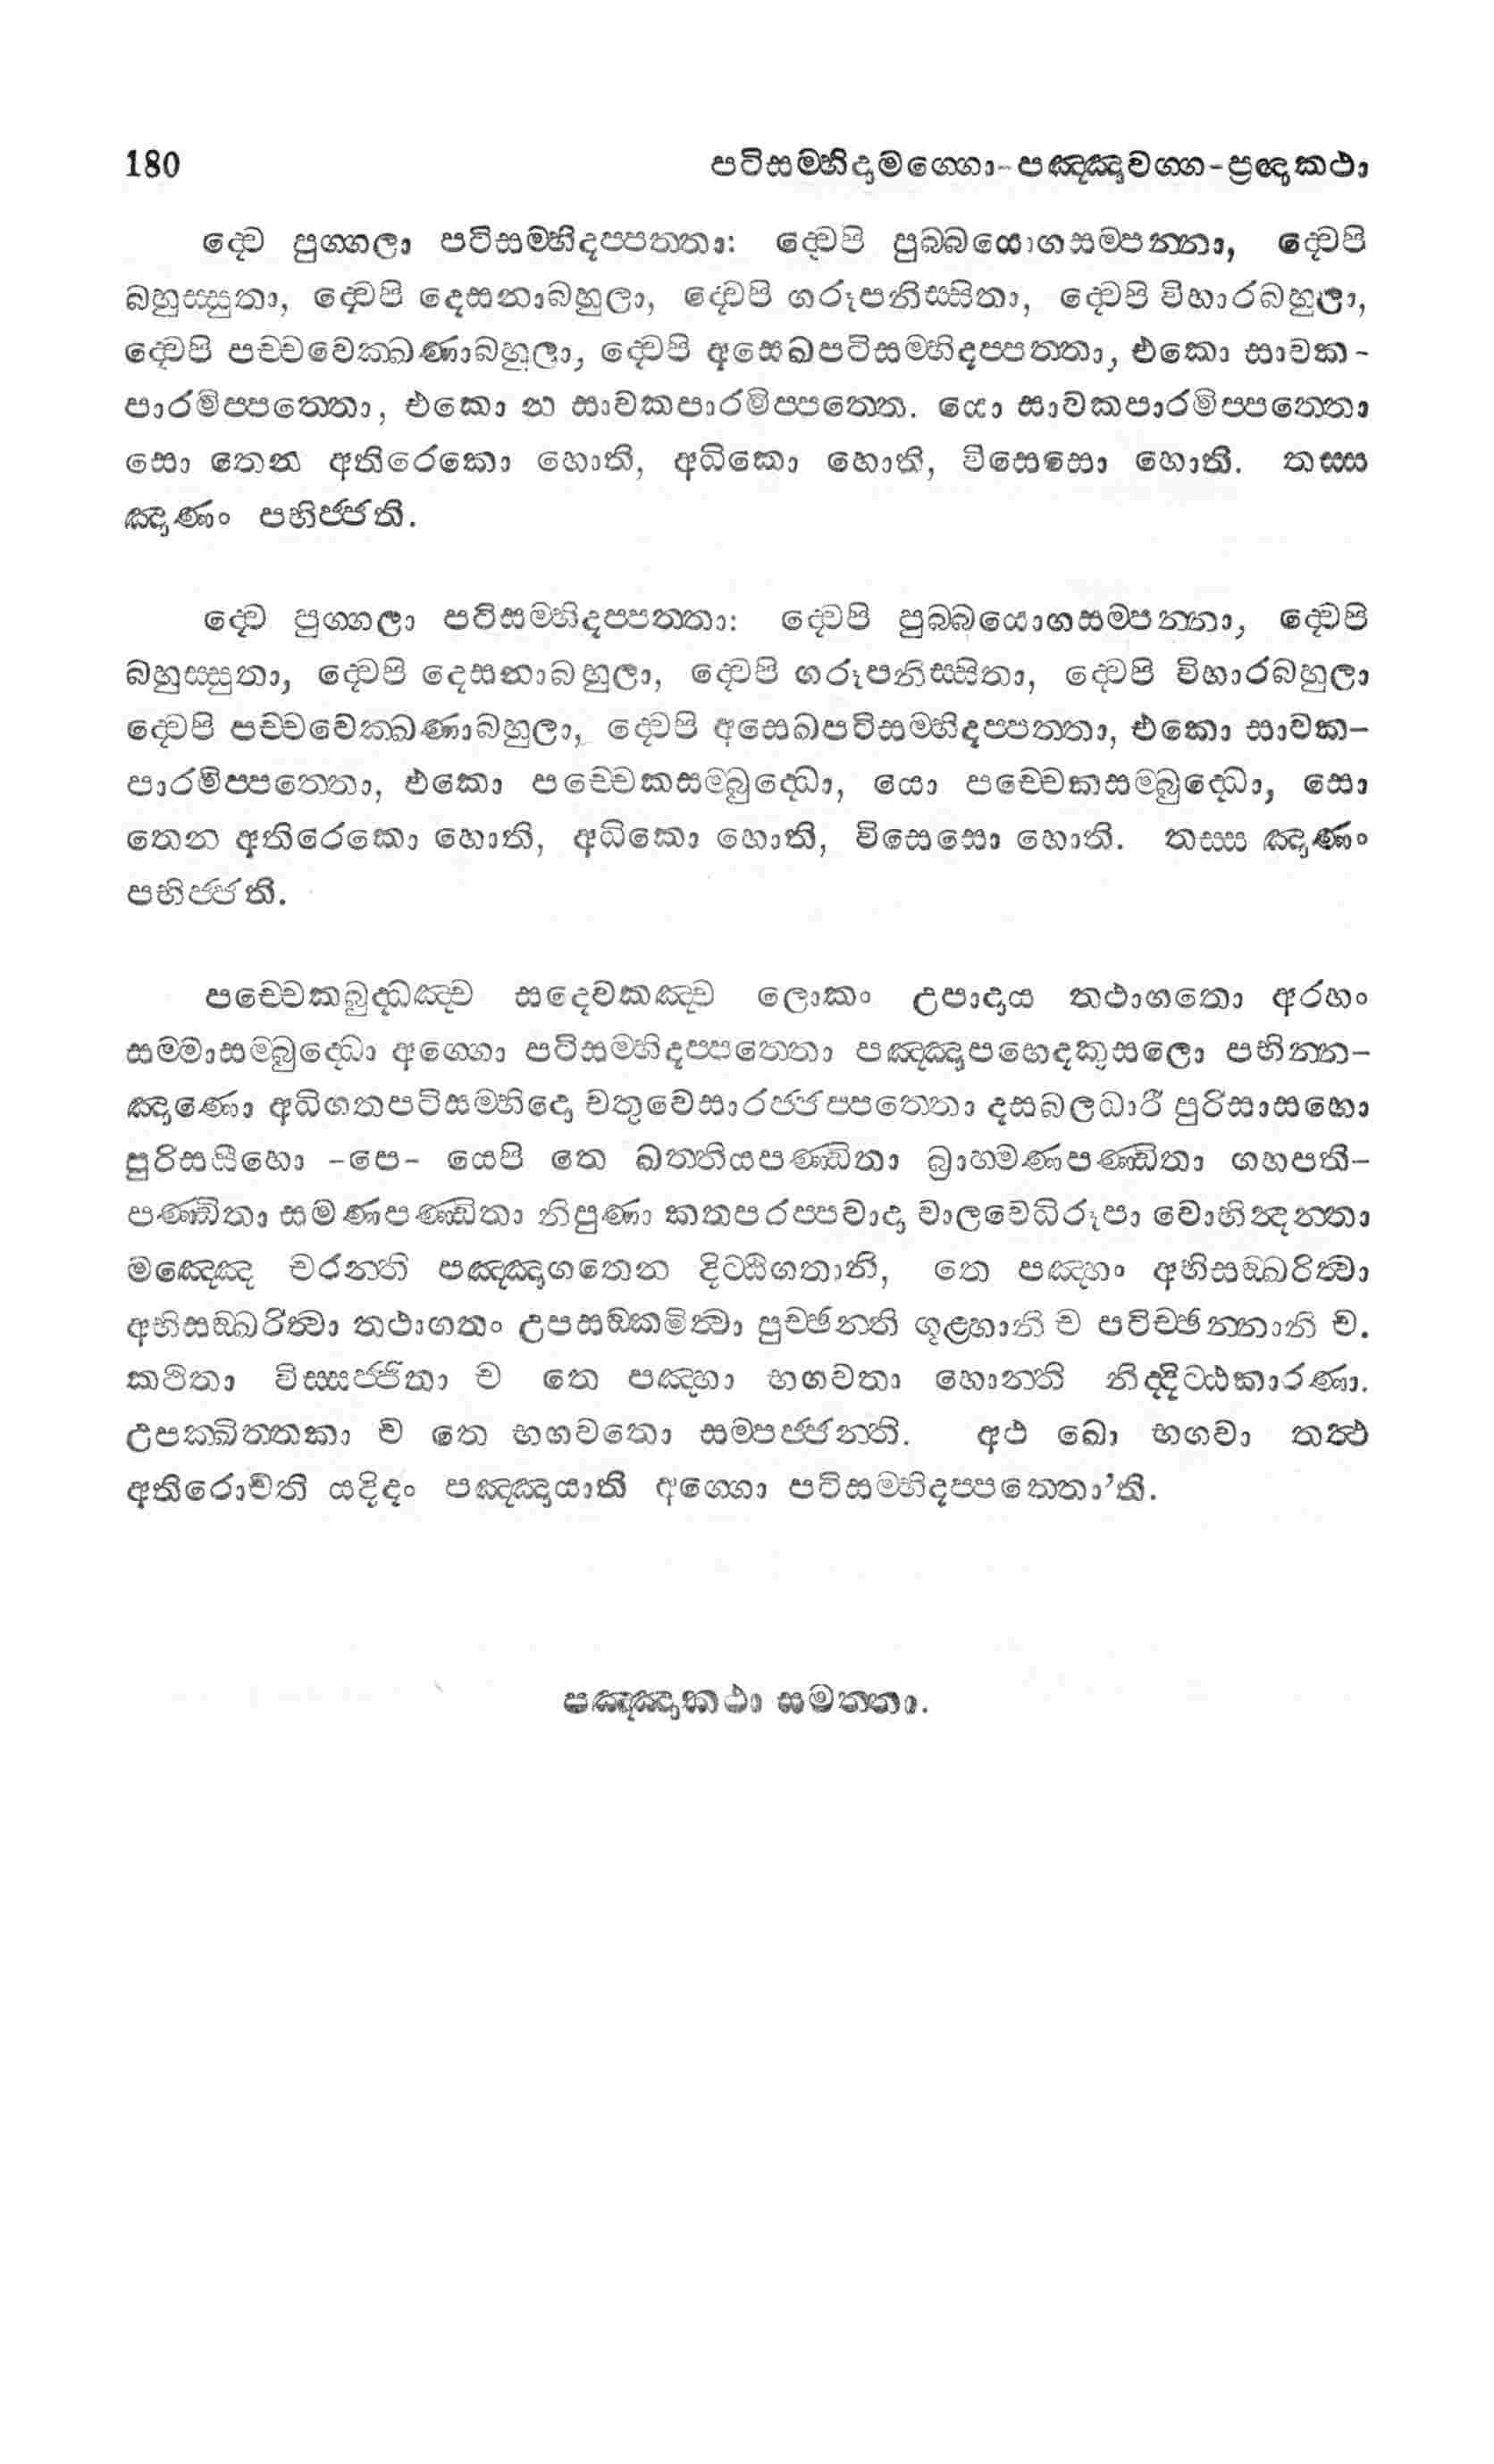 180 පටිසම්භිදාමග්ගො-පඤ්ඤාවග්ග-ප්‍රඥාකථා
ද්වෙ පුග්ගලා පටිසම්භිදප්පත්තා: ද්වෙපි පුබ්බයොගසම්පන්නා, ද්වෙපි
බහුස්සුතා, ද්වෙපි දෙසනාබහුලා, ද්වෙපි ගරූපනිස්සිතා, ද්වෙපි විහාරබහුලා,
ද්වෙපි පච්චවෙක්ඛණාබහුලා, ද්වෙපි අසෙඛපටිසම්භිදප්පත්තා, එකො සාවක-
පාරමිප්පත්තො, එකො න සාවකපාරමිප්පත්තෙ. යො සාවකපාරමිප්පත්තො
සො තෙන අතිරෙකො හොති, අධිකො හොති, විසෙසො හොති. තස්ස
ඤාණං පභිජ්ජති.
ද්වෙ පුග්ගලා පටිසම්භිදප්පත්තා: ද්වෙපි පුබ්බයොගසම්පන්නා, ද්වෙපි
බහුස්සුතා, ද්වෙපි දෙසනාබහුලා, ද්වෙපි ගරූපනිස්සිතා, ද්වෙපි විහාරබහුලා
ද්වෙපි පච්චවෙක්ඛණාබහුලා, ද්වෙපි අසෙඛපටිසම්භිදප්පත්තා, එකො සාවක-
පාරමිප්පත්තො, එකො පච්චෙකසම්බුද්ධො, යො පච්චෙකසම්බුද්ධො, සො
තෙන අතිරෙකො හොති, අධිකො හොති, විසෙසො හොති. තස්ස ඤාණං
පභිජ්ජති.
පච්චෙකබුද්ධඤ්ච සදෙවකඤ්ච ලොකං උපාදාය තථාගතො අරහං
සම්මාසම්බුද්ධො අග්ගො පටිසම්භිදප්පත්තො පඤ්ඤාපභෙදකුසලො පභින්න-
ඤාණො අධිගතපටිසම්භිදො චතුවෙසාරජ්ජප්පත්තො දසබලධාරී පුරිසාසභො
පුරිසසීහො -පෙ- යෙපි තෙ ඛත්තියපණ්ඩිතා බ්‍රාහ්මණපණ්ඩිතා ගහපති-
පණ්ඩිතා සමණපණ්ඩිතා නිපුණා කතපරප්පවාදා වාලවෙධිරූපා වොභින්දන්තා
මඤ්ඤෙ චරන්ති පඤ්ඤාගතෙන දිට්ඨිගතානි, තෙ පඤ්හං අභිසඞ්ඛරිත්වා
අභිසඞ්ඛරිත්වා තථාගතං උපසඞ්කමිත්වා පුච්ඡන්ති ගූළ්හානි ච පටිච්ඡන්නානි ච.
කථිතා විස්සජ්ජිතා ච තෙ පඤ්හා භගවතා හොන්ති නිද්දිට්ඨකාරණා.
උපක්ඛිත්තකා ච තෙ භගවතො සම්පජ්ජන්ති. අථ ඛො භගවා තත්ථ
අතිරොචති යදිදං පඤ්ඤායාති අග්ගො පටිසම්භිදප්පත්තො'ති.
පඤ්ඤාකථා සමත්තා.